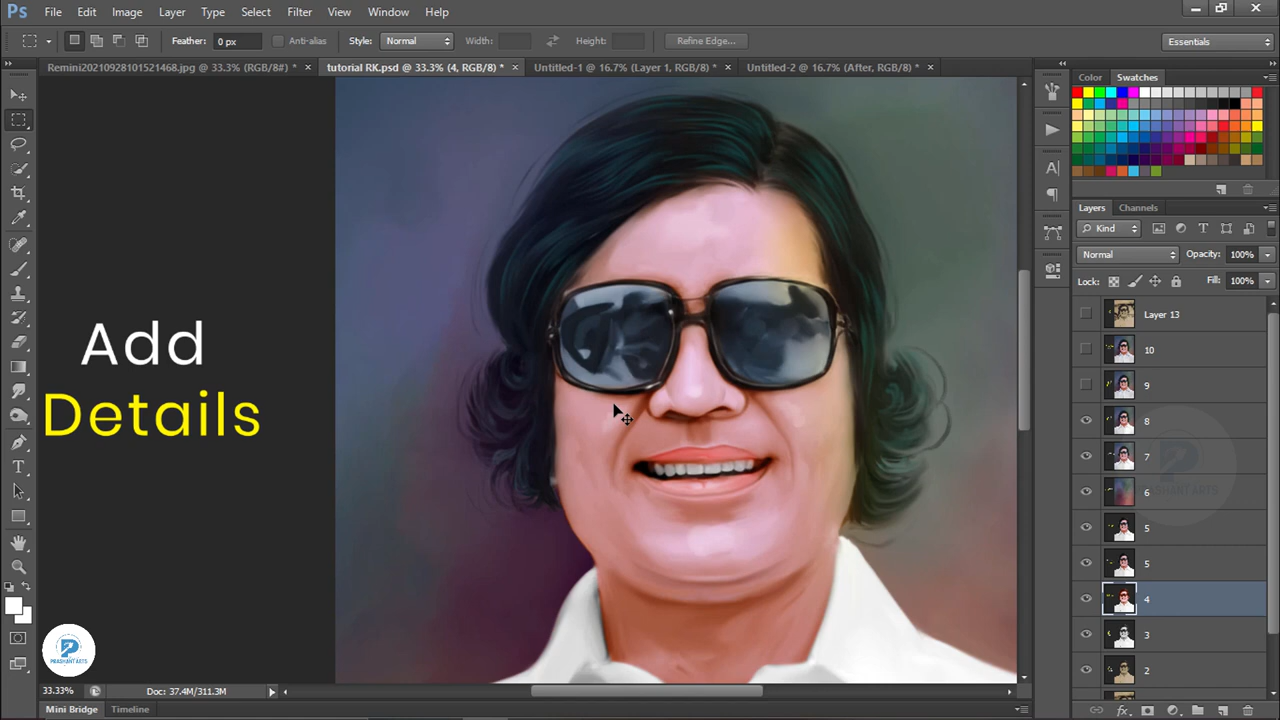 Ps File Edit Image Layer Type Select Filter View Window Help
Feather: 0 px Anti-alias Style: Normal Width: Height: Refine Edge... Essentials
Remini20210928101521468.jpg @ 33.3% (RGB/8#) * × tutorial RK.psd @ 33.3% (4, RGB/8) * × Untitled-1 @ 16.7% (Layer 1, RGB/8) * × Untitled-2 @ 16.7% (After, RGB/8) * ×
Color Swatches
Layers Channels
Kind
Normal Opacity: 100%
Lock: Fill: 100%
Layer 13
10
9
8
7
6
5
5
4
3
2
Add
Details
PRASHANT ARTS
PRASHANT ARTS
33.33% Doc: 37.4M/311.3M
Mini Bridge Timeline